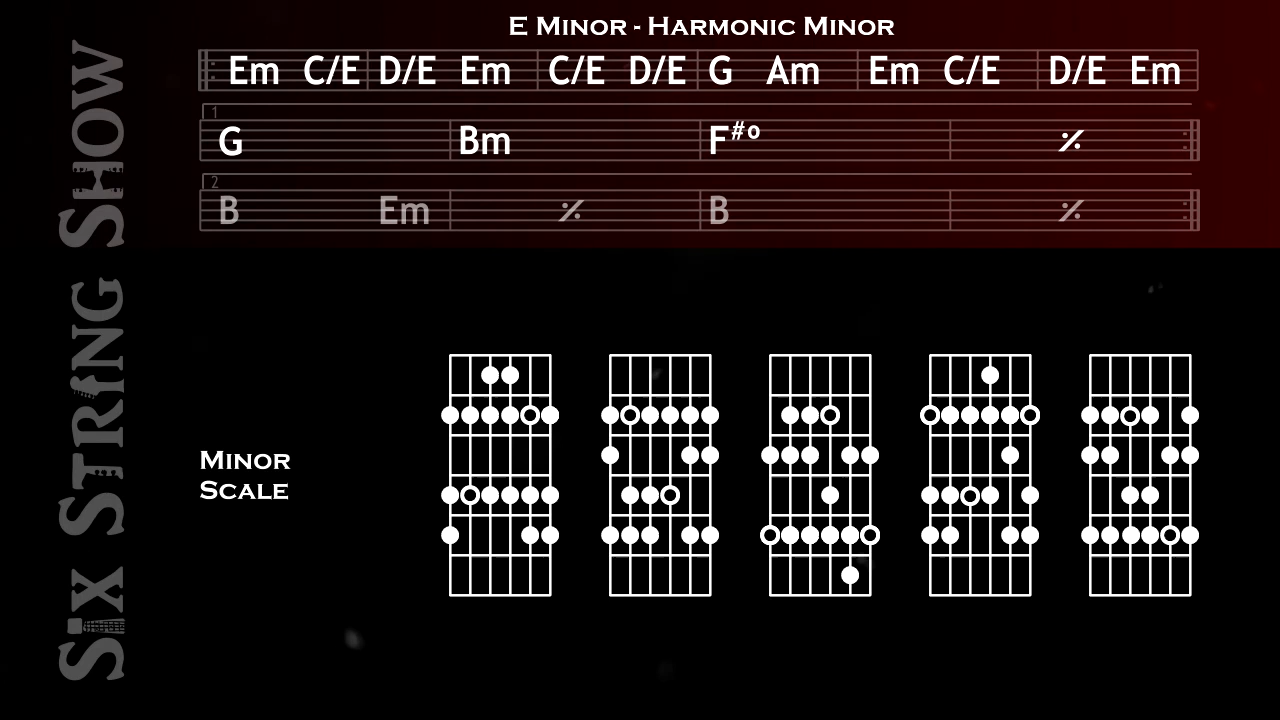 E Minor - Harmonic Minor
Em C/E D/E Em C/E D/E G Am Em C/E D/E Em
1
G Bm F#o 𝄎
2
B Em 𝄎 B 𝄎
Six String Show
Minor
Scale